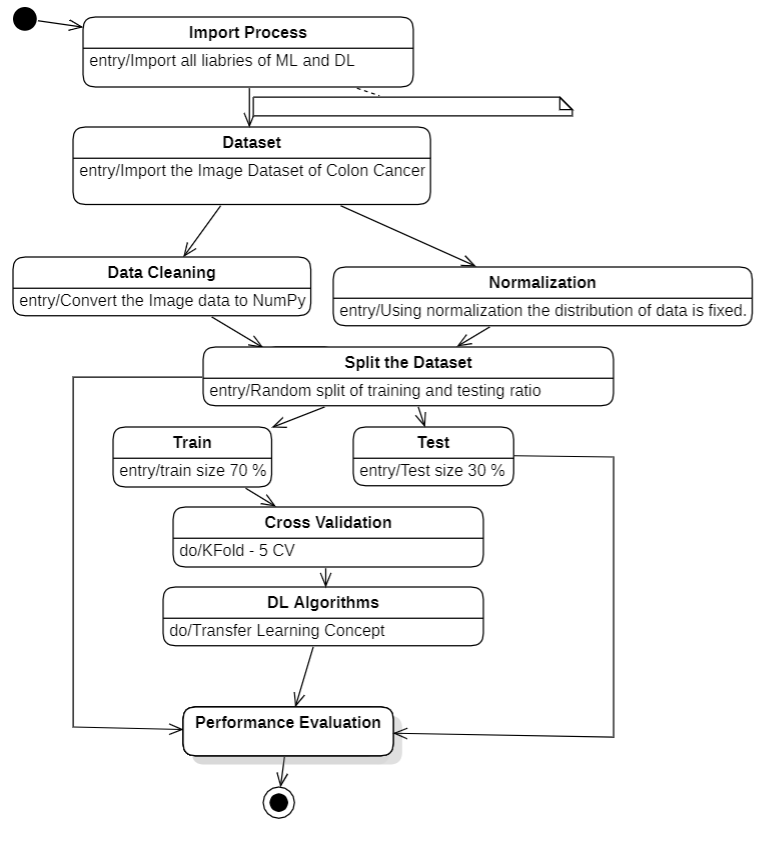 Import Process
entry/Import all liabries of ML and DL
Dataset
entry/Import the Image Dataset of Colon Cancer
Data Cleaning
entry/Convert the Image data to NumPy
Normalization
entry/Using normalization the distribution of data is fixed.
Split the Dataset
entry/Random split of training and testing ratio
Train
entry/train size 70 %
Test
entry/Test size 30 %
Cross Validation
do/KFold - 5 CV
DL Algorithms
do/Transfer Learning Concept
Performance Evaluation